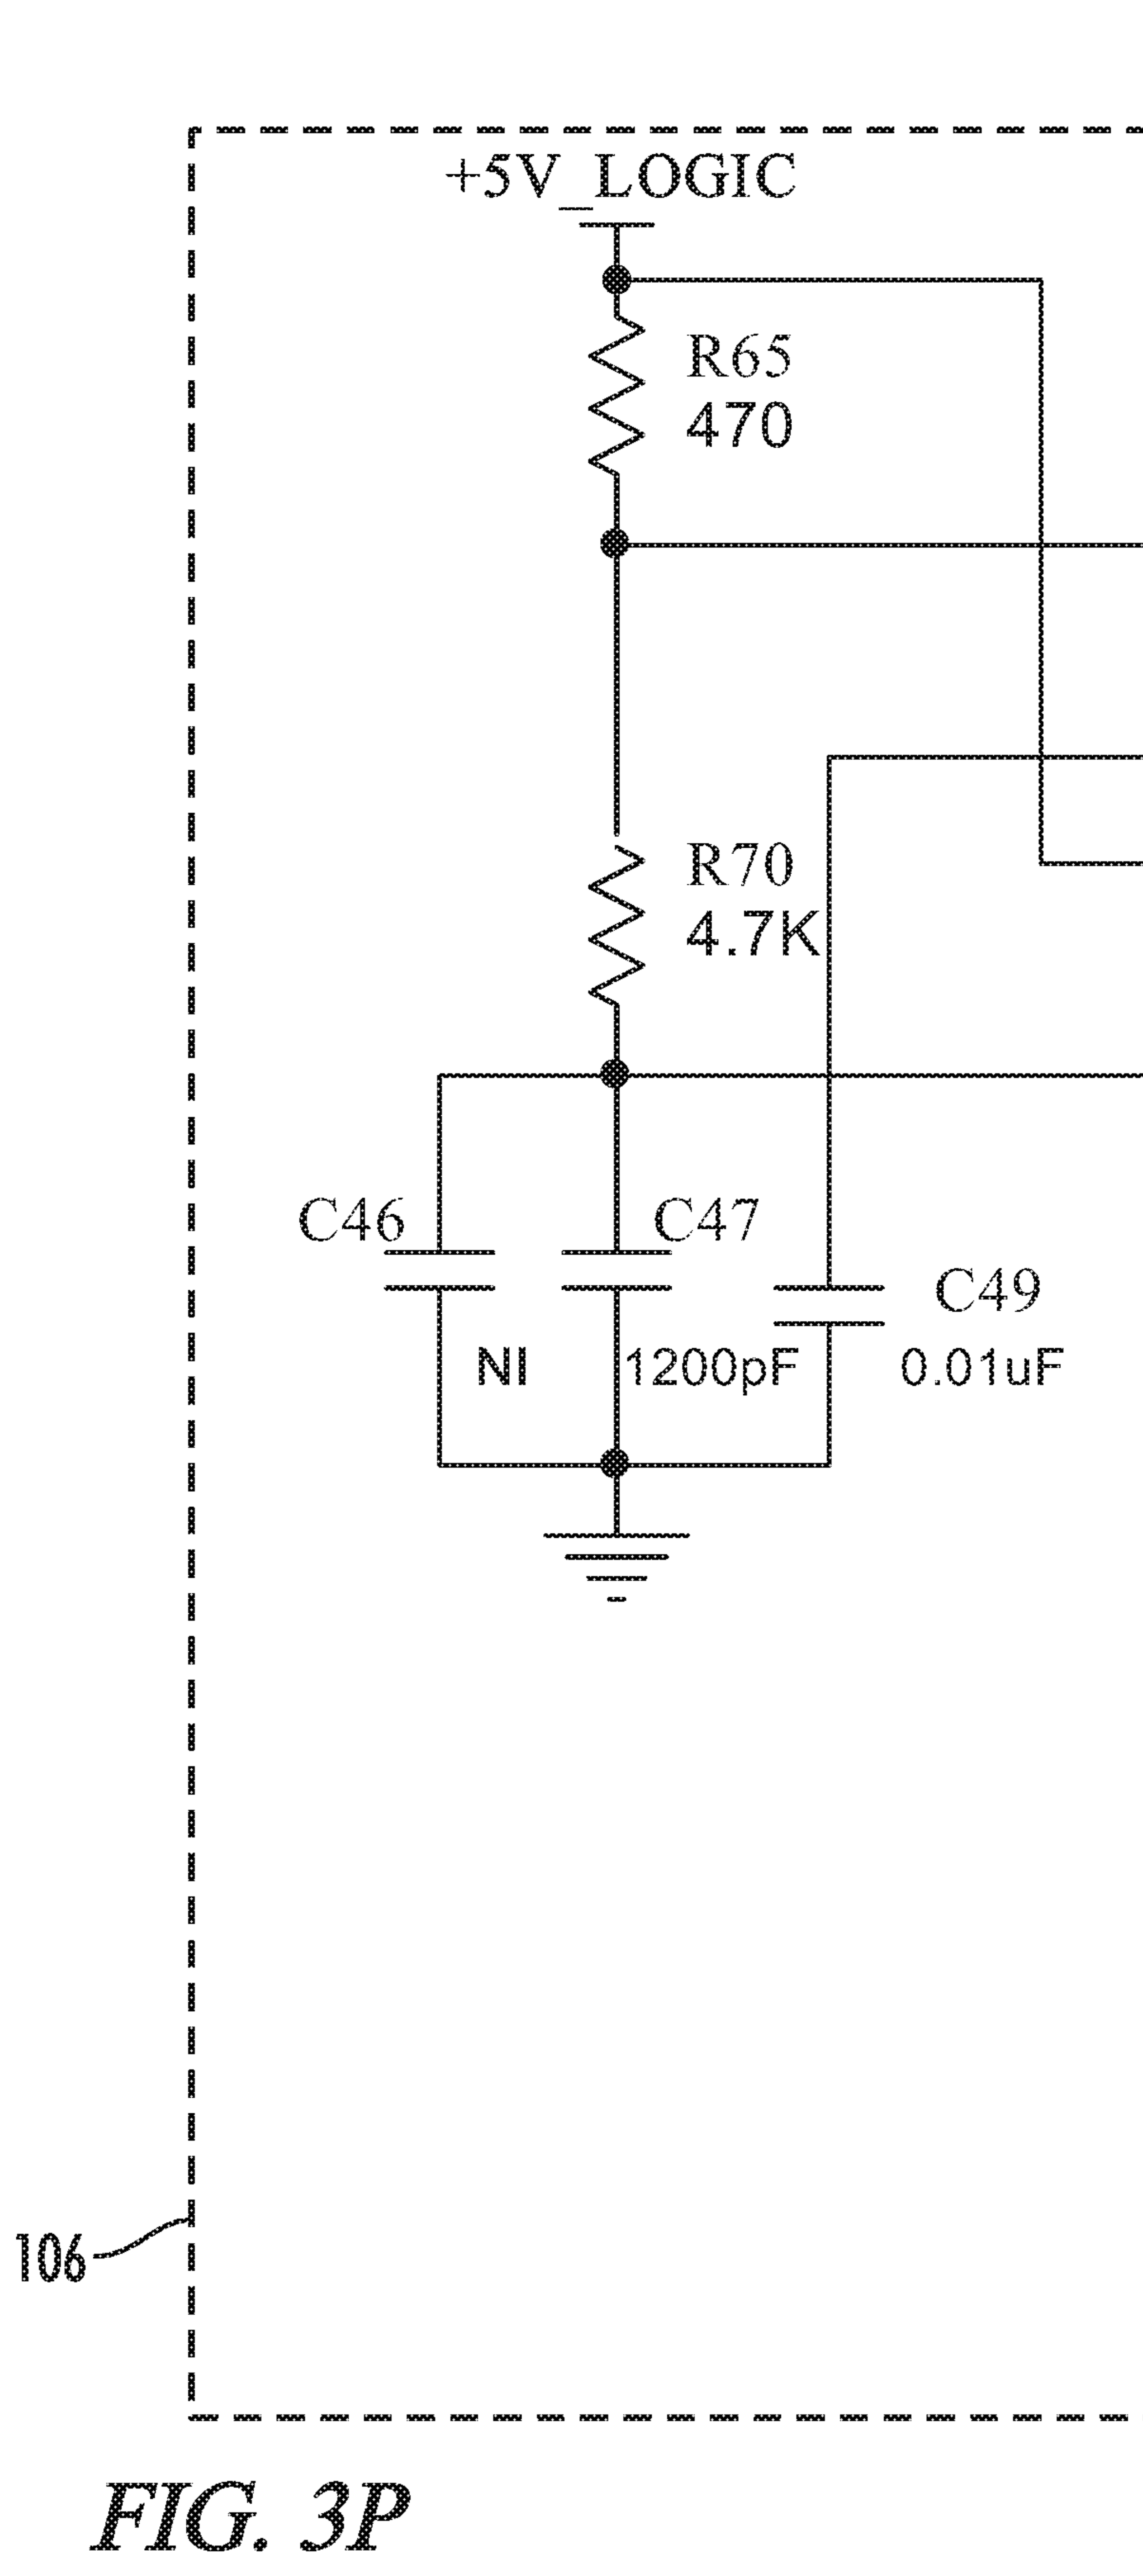 +5V_LOGIC
R65
470
R70
4.7K
C46
C47
C49
NI
1200pF
0.01uF
106
FIG. 3P